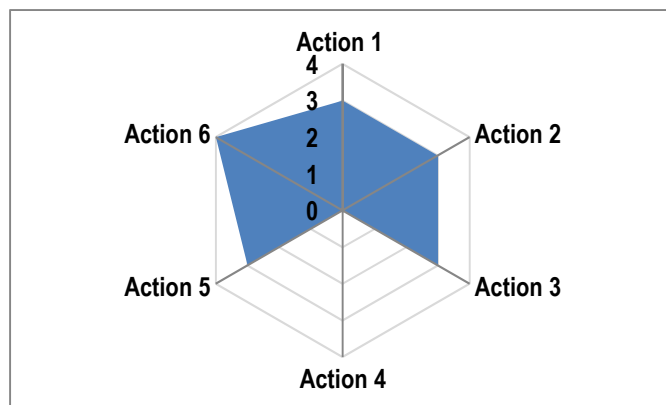 Action 1
4
3
2
1
0
Action 2
Action 3
Action 4
Action 5
Action 6